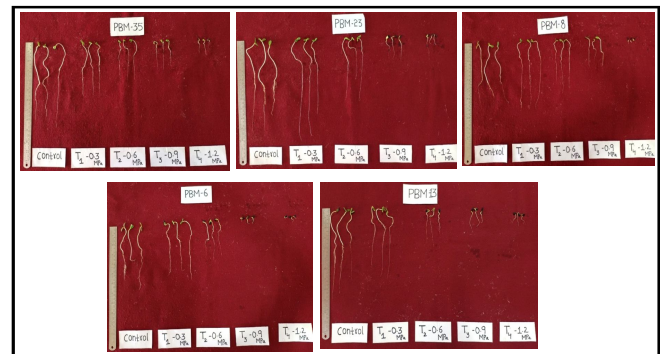 PBM-35
Control
T1 -0.3 MPa
T2 -0.6 MPa
T3 -0.9 MPa
T4 -1.2 MPa
PBM-23
Control
T1 -0.3 MPa
T2 -0.6 MPa
T3 -0.9 MPa
T4 -1.2 MPa
PBM-8
Control
T1 -0.3 MPa
T2 -0.6 MPa
T3 -0.9 MPa
T4 -1.2 MPa
PBM-6
Control
T1 -0.3 MPa
T2 -0.6 MPa
T3 -0.9 MPa
T4 -1.2 MPa
PBM13
Control
T1 -0.3 MPa
T2 -0.6 MPa
T3 -0.9 MPa
T4 -1.2 MPa